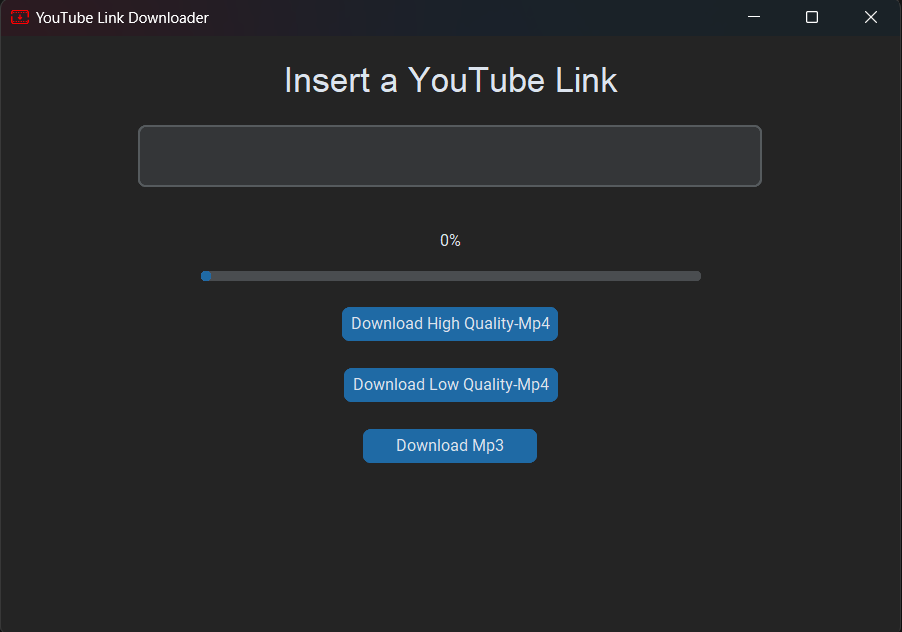 YouTube Link Downloader
Insert a YouTube Link
0%
Download High Quality-Mp4
Download Low Quality-Mp4
Download Mp3